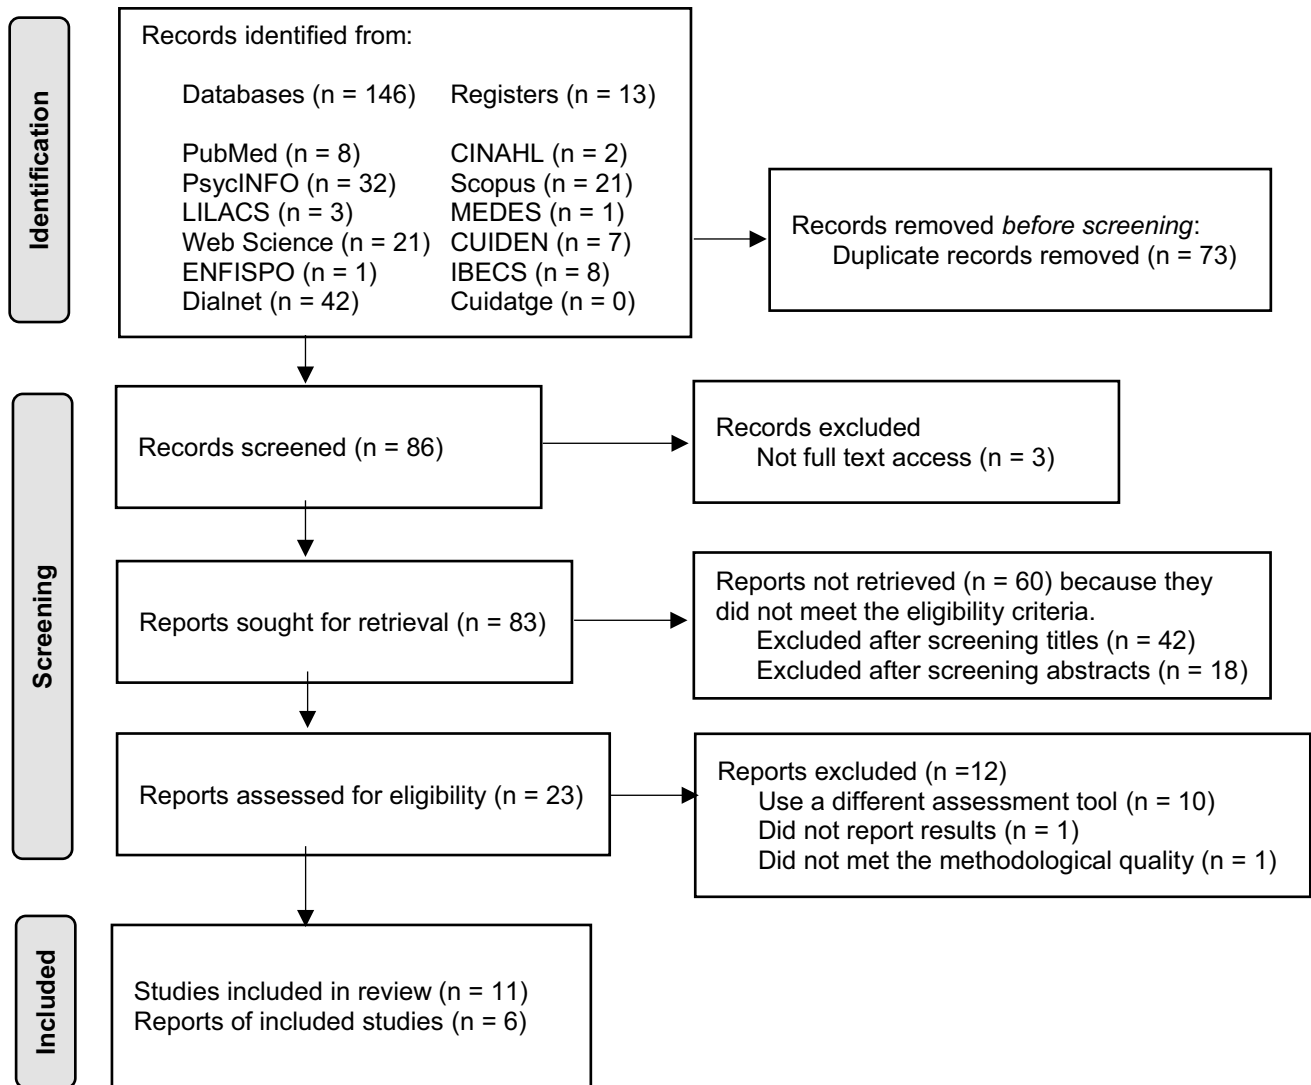 Identification
Records identified from:
Databases (n = 146) Registers (n = 13)
PubMed (n = 8) CINAHL (n = 2)
PsycINFO (n = 32) Scopus (n = 21)
LILACS (n = 3) MEDES (n = 1)
Web Science (n = 21) CUIDEN (n = 7)
ENFISPO (n = 1) IBECS (n = 8)
Dialnet (n = 42) Cuidatge (n = 0)
Records removed before screening:
Duplicate records removed (n = 73)
Screening
Records screened (n = 86)
Records excluded
Not full text access (n = 3)
Reports sought for retrieval (n = 83)
Reports not retrieved (n = 60) because they
did not meet the eligibility criteria.
Excluded after screening titles (n = 42)
Excluded after screening abstracts (n = 18)
Reports assessed for eligibility (n = 23)
Reports excluded (n =12)
Use a different assessment tool (n = 10)
Did not report results (n = 1)
Did not met the methodological quality (n = 1)
Included
Studies included in review (n = 11)
Reports of included studies (n = 6)